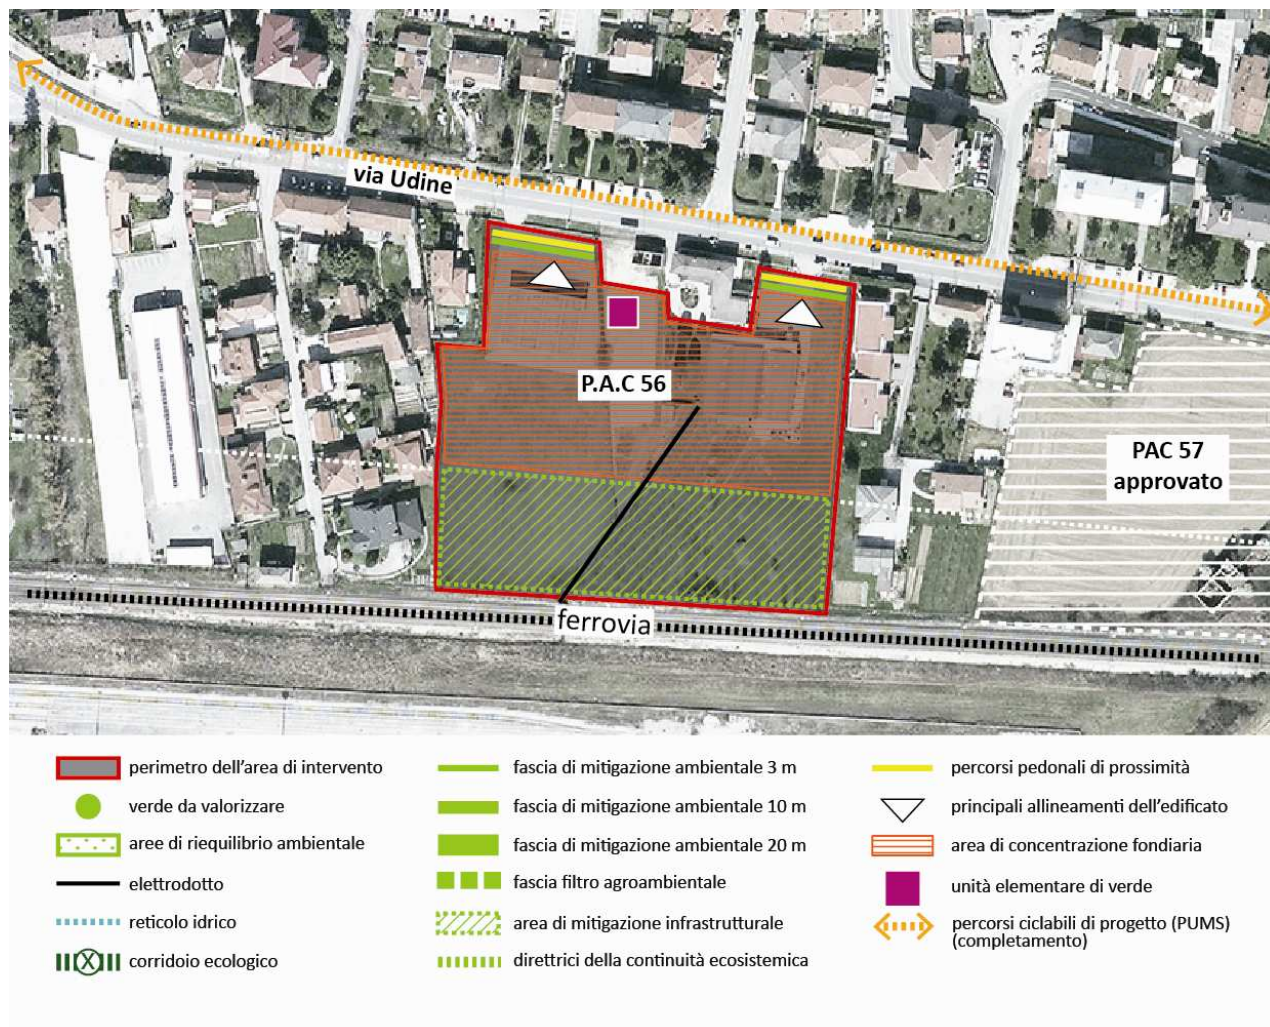 via Udine
P.A.C 56
PAC 57
approvato
ferrovia
perimetro dell'area di intervento
verde da valorizzare
aree di riequilibrio ambientale
elettrodotto
reticolo idrico
X
corridoio ecologico
fascia di mitigazione ambientale 3 m
fascia di mitigazione ambientale 10 m
fascia di mitigazione ambientale 20 m
fascia filtro agroambientale
area di mitigazione infrastrutturale
direttrici della continuità ecosistemica
percorsi pedonali di prossimità
principali allineamenti dell'edificato
area di concentrazione fondiaria
unità elementare di verde
percorsi ciclabili di progetto (PUMS)
(completamento)